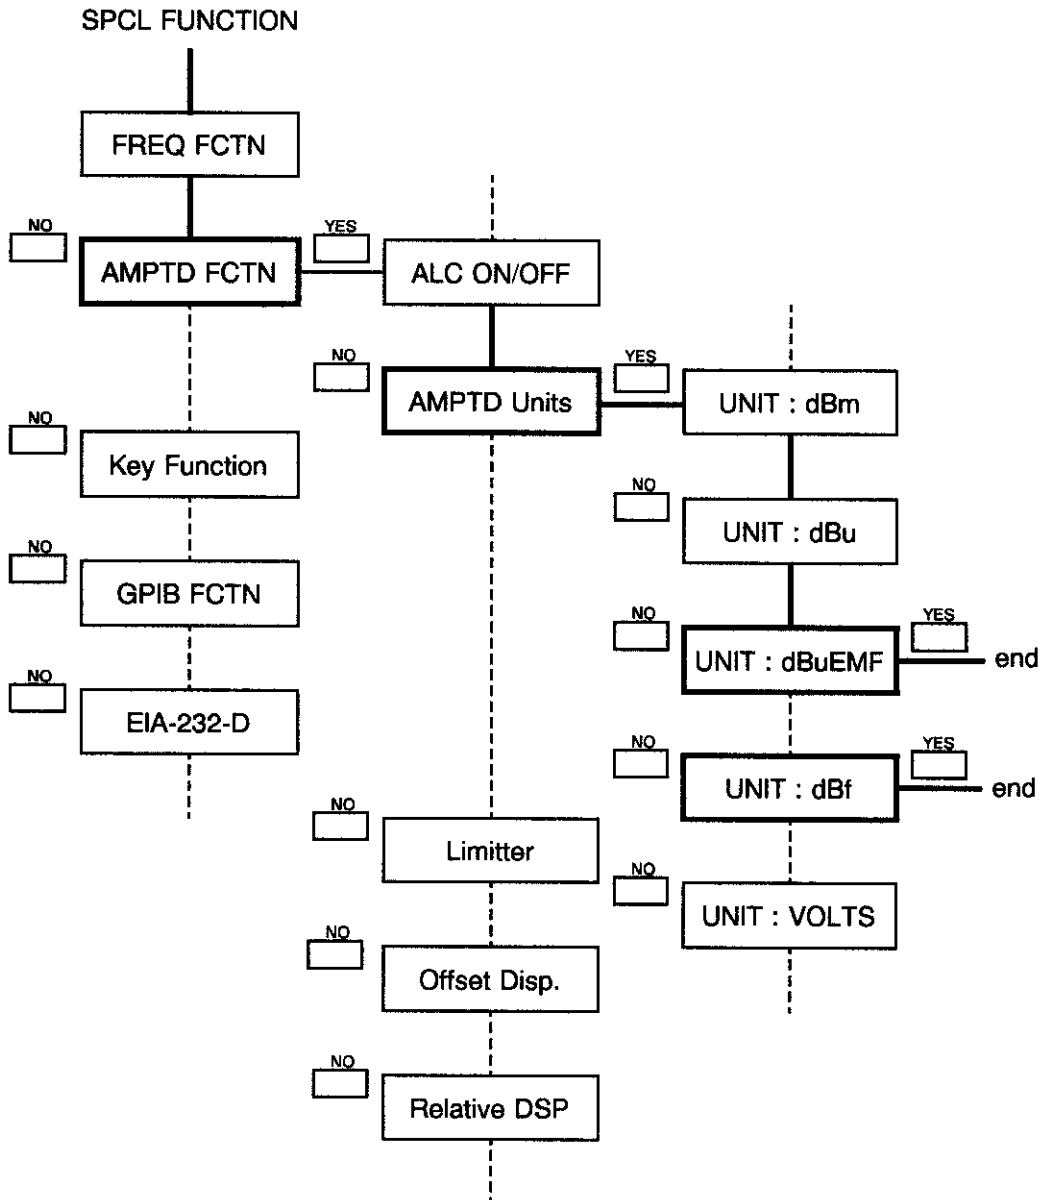 SPCL FUNCTION
FREQ FCTN
NO
AMPTD FCTN
YES
ALC ON/OFF
NO
AMPTD Units
YES
UNIT : dBm
NO
Key Function
NO
UNIT : dBu
NO
GPIB FCTN
NO
UNIT : dBuEMF
YES
end
NO
EIA-232-D
NO
UNIT : dBf
YES
end
NO
Limitter
NO
UNIT : VOLTS
NO
Offset Disp.
NO
Relative DSP